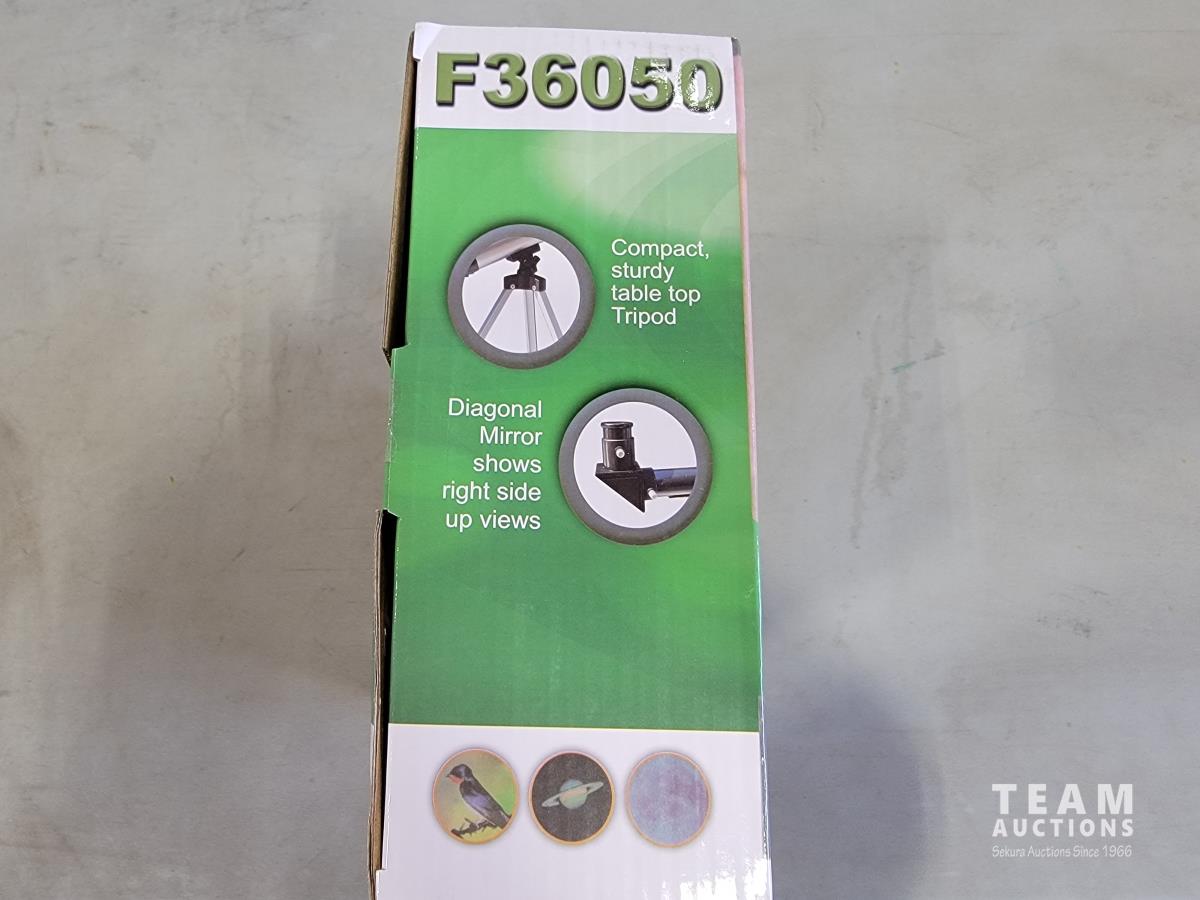 F36050
Compact,
sturdy
table top
Tripod
Diagonal
Mirror
shows
right side
up views
TEAM
AUCTIONS
Sekura Auctions Since 1966